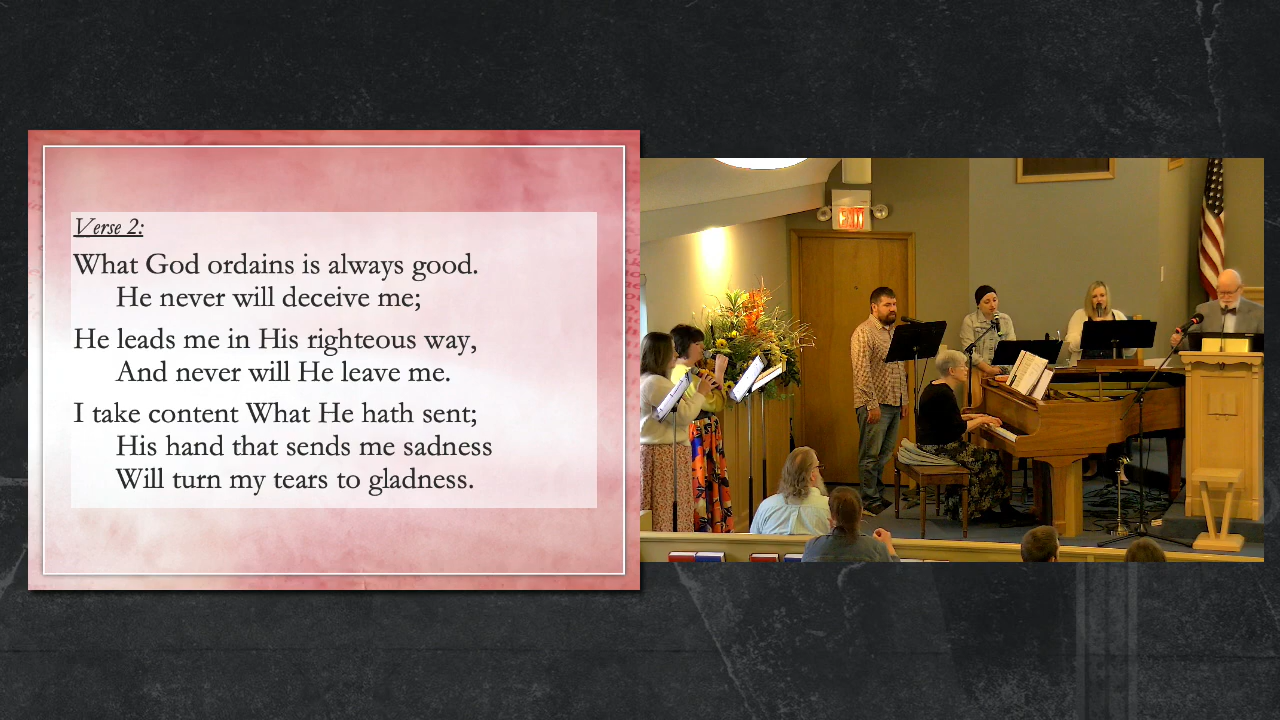 Verse 2:
What God ordains is always good.
He never will deceive me;
He leads me in His righteous way,
And never will He leave me.
I take content What He hath sent;
His hand that sends me sadness
Will turn my tears to gladness.
EXIT